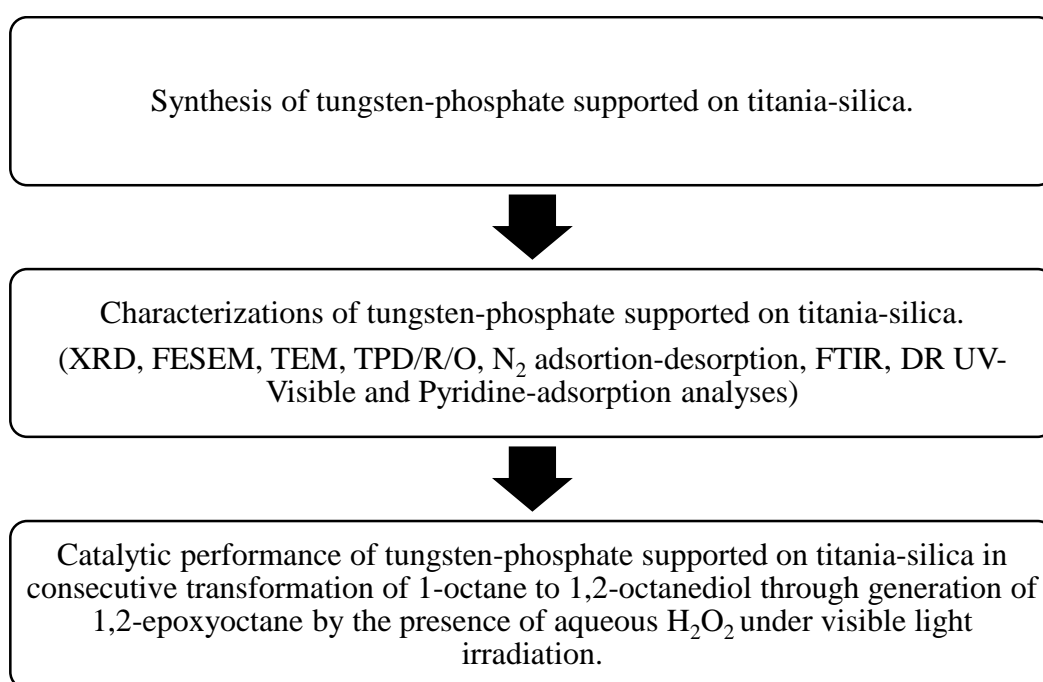 Synthesis of tungsten-phosphate supported on titania-silica.
Characterizations of tungsten-phosphate supported on titania-silica.
(XRD, FESEM, TEM, TPD/R/O, N₂ adsortion-desorption, FTIR, DR UV-
Visible and Pyridine-adsorption analyses)
Catalytic performance of tungsten-phosphate supported on titania-silica in
consecutive transformation of 1-octane to 1,2-octanediol through generation of
1,2-epoxyoctane by the presence of aqueous H₂O₂ under visible light
irradiation.